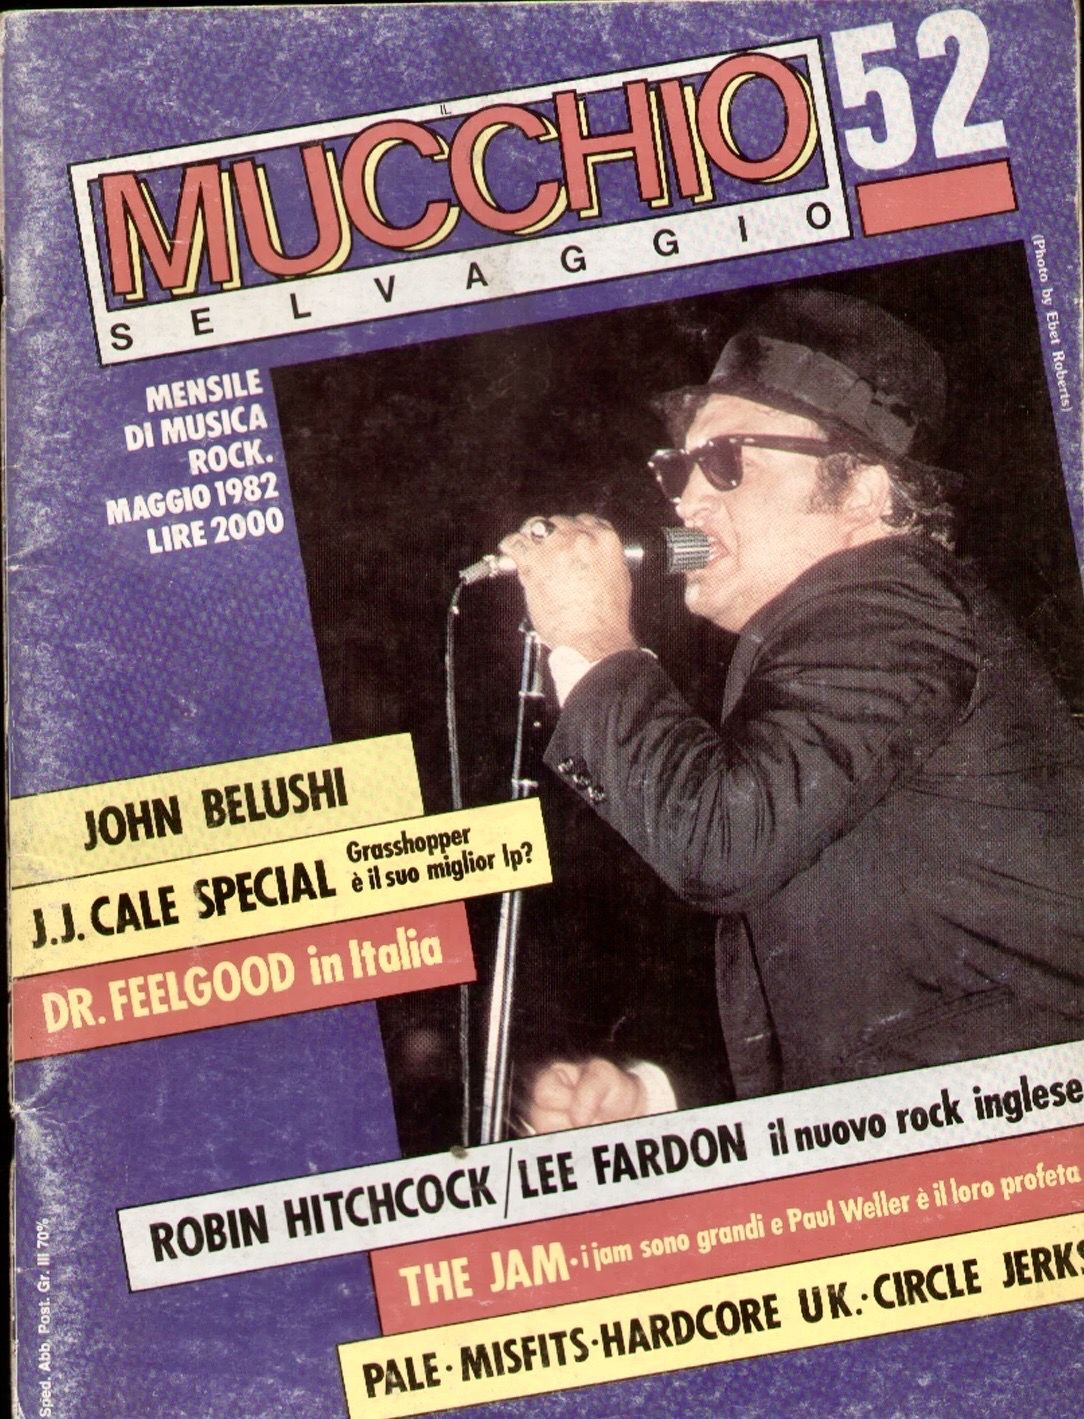 IL
MUCCHIO
SELVAGGIO
52
(Photo by Ebet Roberts)
MENSILE
DI MUSICA
ROCK.
MAGGIO 1982
LIRE 2000
JOHN BELUSHI
J.J. CALE SPECIAL Grasshopper
è il suo miglior lp?
DR. FEELGOOD in Italia
ROBIN HITCHCOCK/LEE FARDON il nuovo rock inglese
THE JAM·i jam sono grandi e Paul Weller è il loro profeta
PALE·MISFITS·HARDCORE UK.·CIRCLE JERKS
Sped. Abb. Post. Gr. III 70%